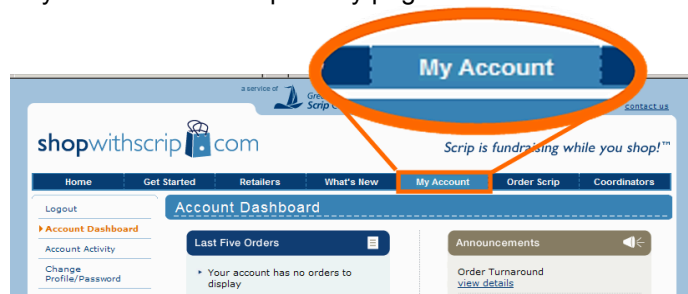 My Account
a service of
Scrip
contact us
shopwithscrip com
Scrip is fundraising while you shop!™
Home Get Started Retailers What's New My Account Order Scrip Coordinators
Logout
Account Dashboard
Account Activity
Change
Profile/Password
Account Dashboard
Last Five Orders
Your account has no orders to
display
Announcements
Order Turnaround
view details